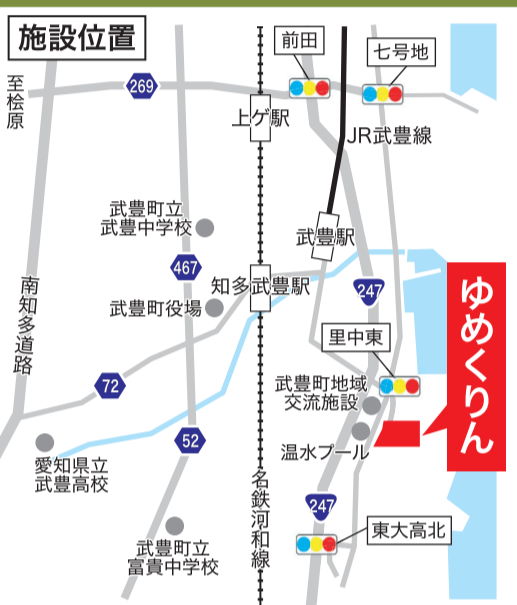 施設位置
前田
七号地
至桧原
269
上ゲ駅
JR武豊線
武豊町立
武豊中学校
武豊駅
467
知多武豊駅
247
南知多道路
武豊町役場
ゆめくりん
里中東
72
武豊町地域
交流施設
52
温水プール
愛知県立
武豊高校
名鉄河和線
247
東大高北
武豊町立
富貴中学校